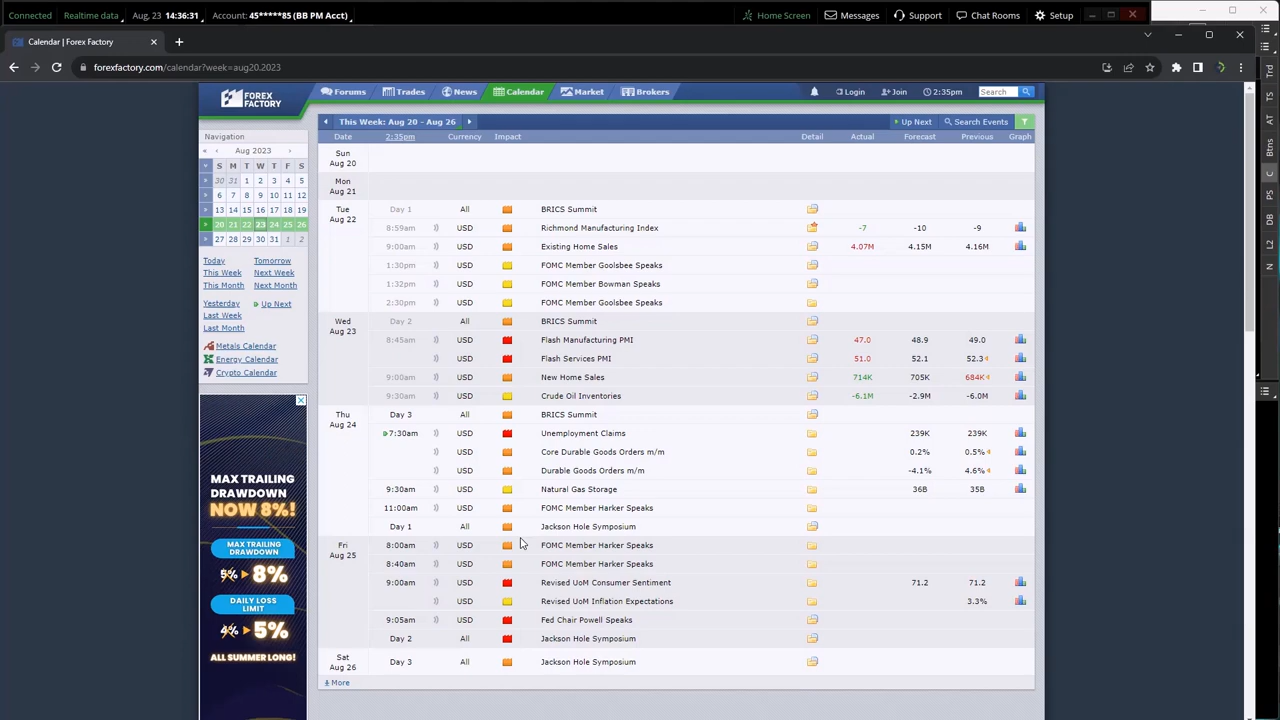 Connected Realtime data Aug, 23 14:36:31 Account: 45*****85 (BB PM Acct) Home Screen Messages Support Chat Rooms Setup
Calendar | Forex Factory
forexfactory.com/calendar?week=aug20.2023
FOREX FACTORY Forums Trades News Calendar Market Brokers Login Join 2:35pm Search
This Week: Aug 20 - Aug 26 Up Next Search Events
Date 2:35pm Currency Impact Detail Actual Forecast Previous Graph
Navigation
« ‹ Aug 2023 ›
S M T W T F S
30 31 1 2 3 4 5
6 7 8 9 10 11 12
13 14 15 16 17 18 19
20 21 22 23 24 25 26
27 28 29 30 31 1 2
Today Tomorrow
This Week Next Week
This Month Next Month
Yesterday Up Next
Last Week
Last Month
Metals Calendar
Energy Calendar
Crypto Calendar
MAX TRAILING
DRAWDOWN
NOW 8%!
MAX TRAILING
DRAWDOWN
5% 8%
DAILY LOSS
LIMIT
4% 5%
ALL SUMMER LONG!
Sun
Aug 20
Mon
Aug 21
Tue
Aug 22
Day 1 All BRICS Summit
8:59am USD Richmond Manufacturing Index -7 -10 -9
9:00am USD Existing Home Sales 4.07M 4.15M 4.16M
1:30pm USD FOMC Member Goolsbee Speaks
1:32pm USD FOMC Member Bowman Speaks
2:30pm USD FOMC Member Goolsbee Speaks
Wed
Aug 23
Day 2 All BRICS Summit
8:45am USD Flash Manufacturing PMI 47.0 48.9 49.0
USD Flash Services PMI 51.0 52.1 52.3
9:00am USD New Home Sales 714K 705K 684K
9:30am USD Crude Oil Inventories -6.1M -2.9M -6.0M
Thu
Aug 24
Day 3 All BRICS Summit
7:30am USD Unemployment Claims 239K 239K
USD Core Durable Goods Orders m/m 0.2% 0.5%
USD Durable Goods Orders m/m -4.1% 4.6%
9:30am USD Natural Gas Storage 36B 35B
11:00am USD FOMC Member Harker Speaks
Day 1 All Jackson Hole Symposium
Fri
Aug 25
8:00am USD FOMC Member Harker Speaks
8:40am USD FOMC Member Harker Speaks
9:00am USD Revised UoM Consumer Sentiment 71.2 71.2
USD Revised UoM Inflation Expectations 3.3%
9:05am USD Fed Chair Powell Speaks
Day 2 All Jackson Hole Symposium
Sat
Aug 26
Day 3 All Jackson Hole Symposium
More
Trd
TS
AT
Btns
C
PS
DB
L2
N